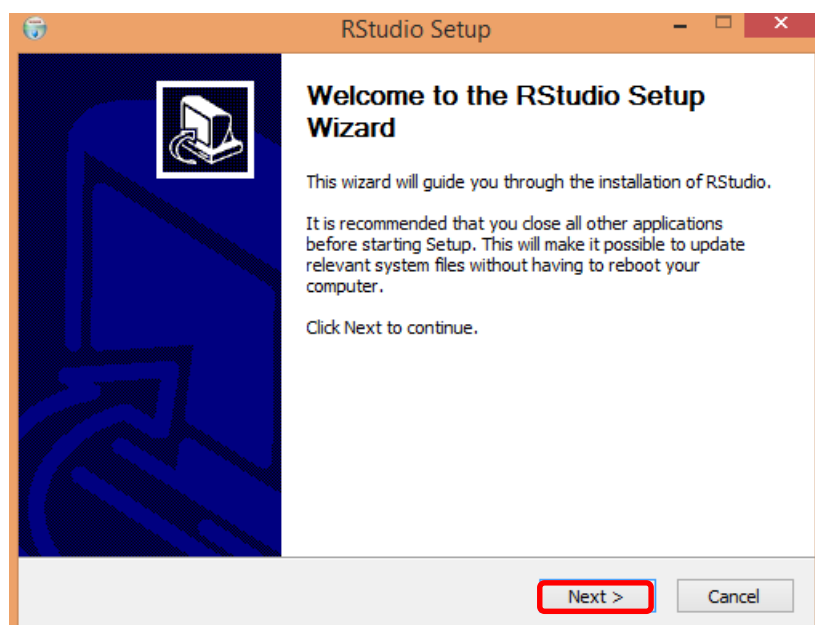 RStudio Setup
Welcome to the RStudio Setup
Wizard
This wizard will guide you through the installation of RStudio.
It is recommended that you close all other applications
before starting Setup. This will make it possible to update
relevant system files without having to reboot your
computer.
Click Next to continue.
Next >
Cancel